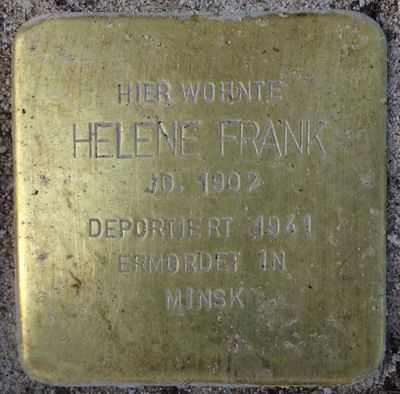 HIER WOHNTE
HELENE FRANK
JG. 1907
DEPORTIERT 1941
ERMORDET IN
MINSK